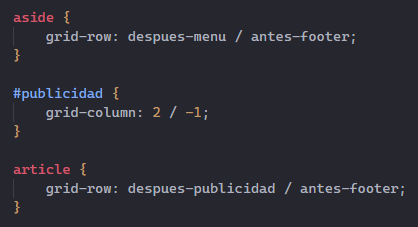 aside {
grid-row: despues-menu / antes-footer;
}
#publicidad {
grid-column: 2 / -1;
}
article {
grid-row: despues-publicidad / antes-footer;
}